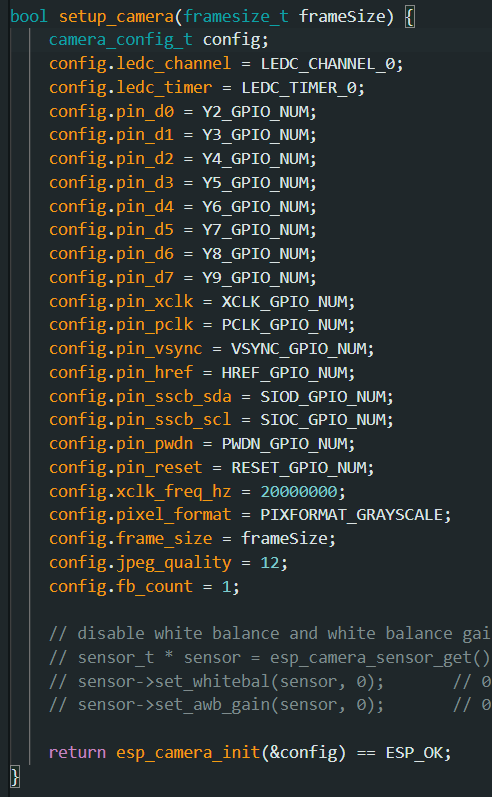 bool setup_camera(framesize_t frameSize) {
    camera_config_t config;
    config.ledc_channel = LEDC_CHANNEL_0;
    config.ledc_timer = LEDC_TIMER_0;
    config.pin_d0 = Y2_GPIO_NUM;
    config.pin_d1 = Y3_GPIO_NUM;
    config.pin_d2 = Y4_GPIO_NUM;
    config.pin_d3 = Y5_GPIO_NUM;
    config.pin_d4 = Y6_GPIO_NUM;
    config.pin_d5 = Y7_GPIO_NUM;
    config.pin_d6 = Y8_GPIO_NUM;
    config.pin_d7 = Y9_GPIO_NUM;
    config.pin_xclk = XCLK_GPIO_NUM;
    config.pin_pclk = PCLK_GPIO_NUM;
    config.pin_vsync = VSYNC_GPIO_NUM;
    config.pin_href = HREF_GPIO_NUM;
    config.pin_sscb_sda = SIOD_GPIO_NUM;
    config.pin_sscb_scl = SIOC_GPIO_NUM;
    config.pin_pwdn = PWDN_GPIO_NUM;
    config.pin_reset = RESET_GPIO_NUM;
    config.xclk_freq_hz = 20000000;
    config.pixel_format = PIXFORMAT_GRAYSCALE;
    config.frame_size = frameSize;
    config.jpeg_quality = 12;
    config.fb_count = 1;

    // disable white balance and white balance gai
    // sensor_t * sensor = esp_camera_sensor_get()
    // sensor->set_whitebal(sensor, 0);       // 0
    // sensor->set_awb_gain(sensor, 0);       // 0

    return esp_camera_init(&config) == ESP_OK;
}